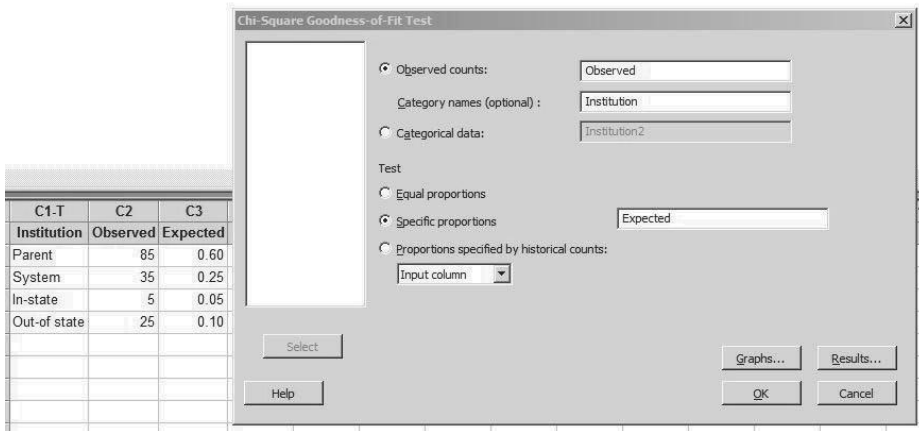 Chi-Square Goodness-of-Fit Test
Observed counts: Observed
Category names (optional) : Institution
Categorical data: Institution2
Test
Equal proportions
Specific proportions Expected
Proportions specified by historical counts:
Input column
Select
Graphs... Results...
Help OK Cancel
C1-T C2 C3
Institution Observed Expected
Parent 85 0.60
System 35 0.25
In-state 5 0.05
Out-of state 25 0.10